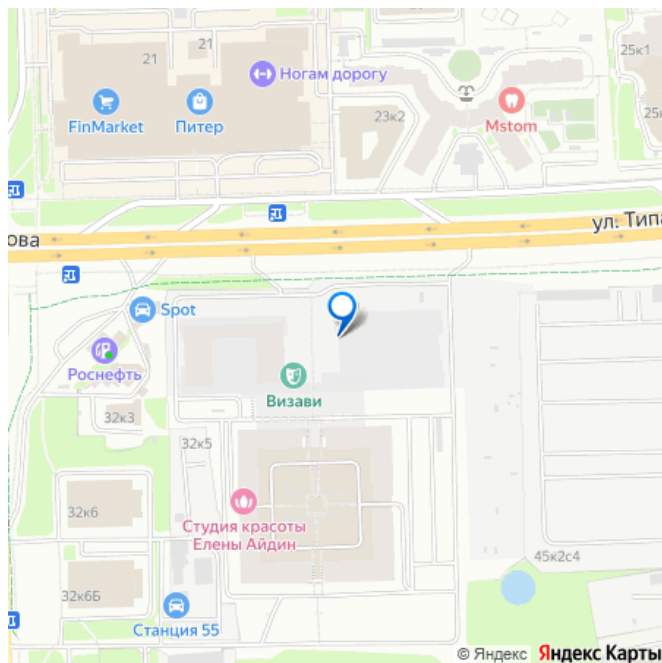 21
21
25к1
Ногам дорогу
FinMarket
Питер
23к2
Mstom
ова
ул. Типа
Spot
Роснефть
Визави
32к3
32к5
32к6
Студия красоты
Елены Айдин
45к2с4
32к6Б
Станция 55
© Яндекс Яндекс Карты